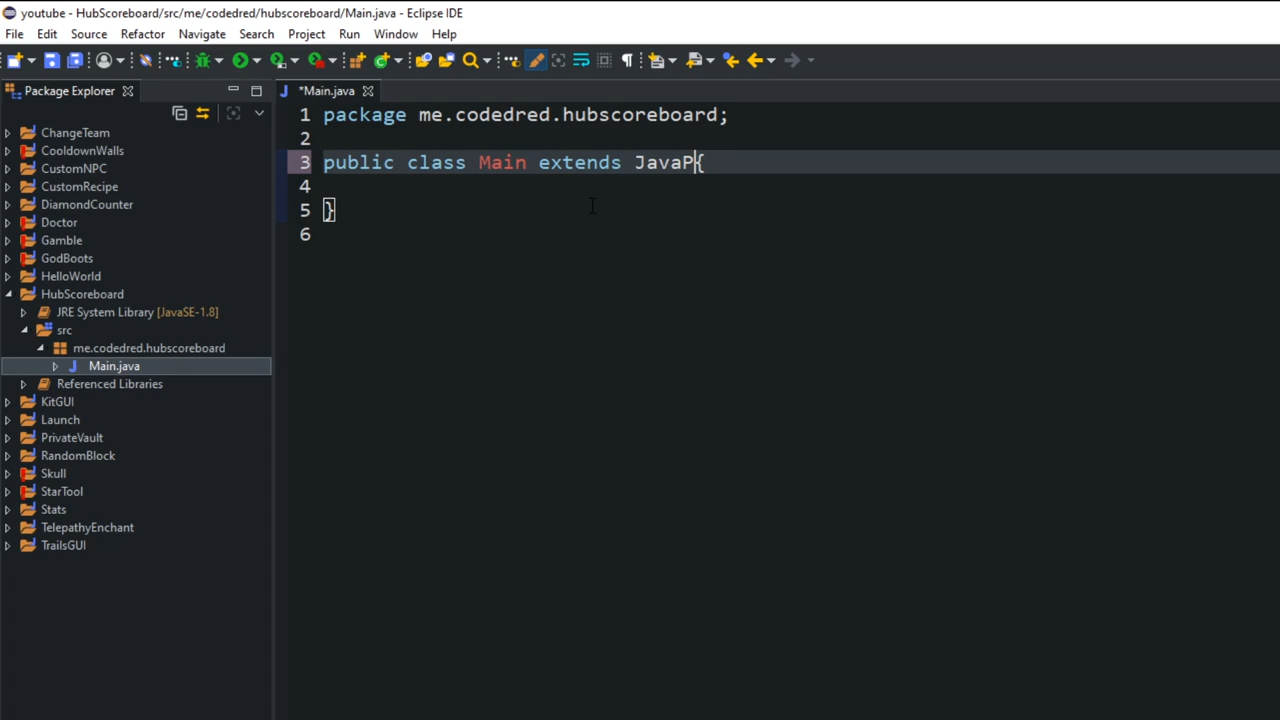 youtube - HubScoreboard/src/me/codedred/hubscoreboard/Main.java - Eclipse IDE
File Edit Source Refactor Navigate Search Project Run Window Help
Package Explorer
*Main.java
ChangeTeam
CooldownWalls
CustomNPC
CustomRecipe
DiamondCounter
Doctor
Gamble
GodBoots
HelloWorld
HubScoreboard
JRE System Library [JavaSE-1.8]
src
me.codedred.hubscoreboard
Main.java
Referenced Libraries
KitGUI
Launch
PrivateVault
RandomBlock
Skull
StarTool
Stats
TelepathyEnchant
TrailsGUI
1 package me.codedred.hubscoreboard;
2
3 public class Main extends JavaP{
4
5 }
6